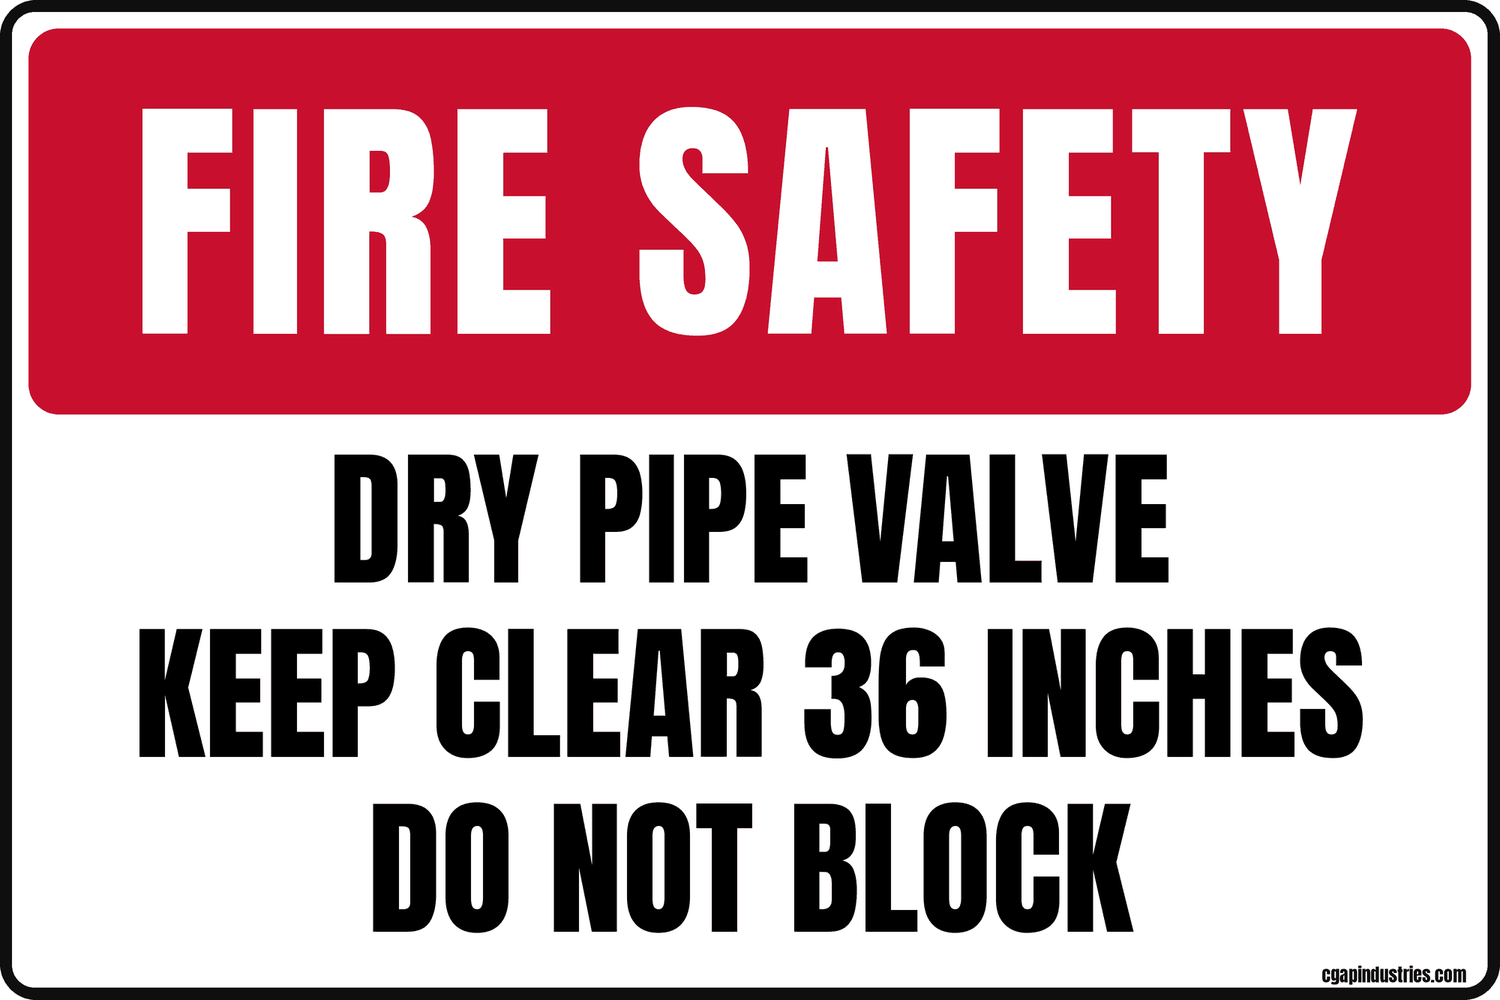 FIRE SAFETY
DRY PIPE VALVE
KEEP CLEAR 36 INCHES
DO NOT BLOCK
cgapindustries.com